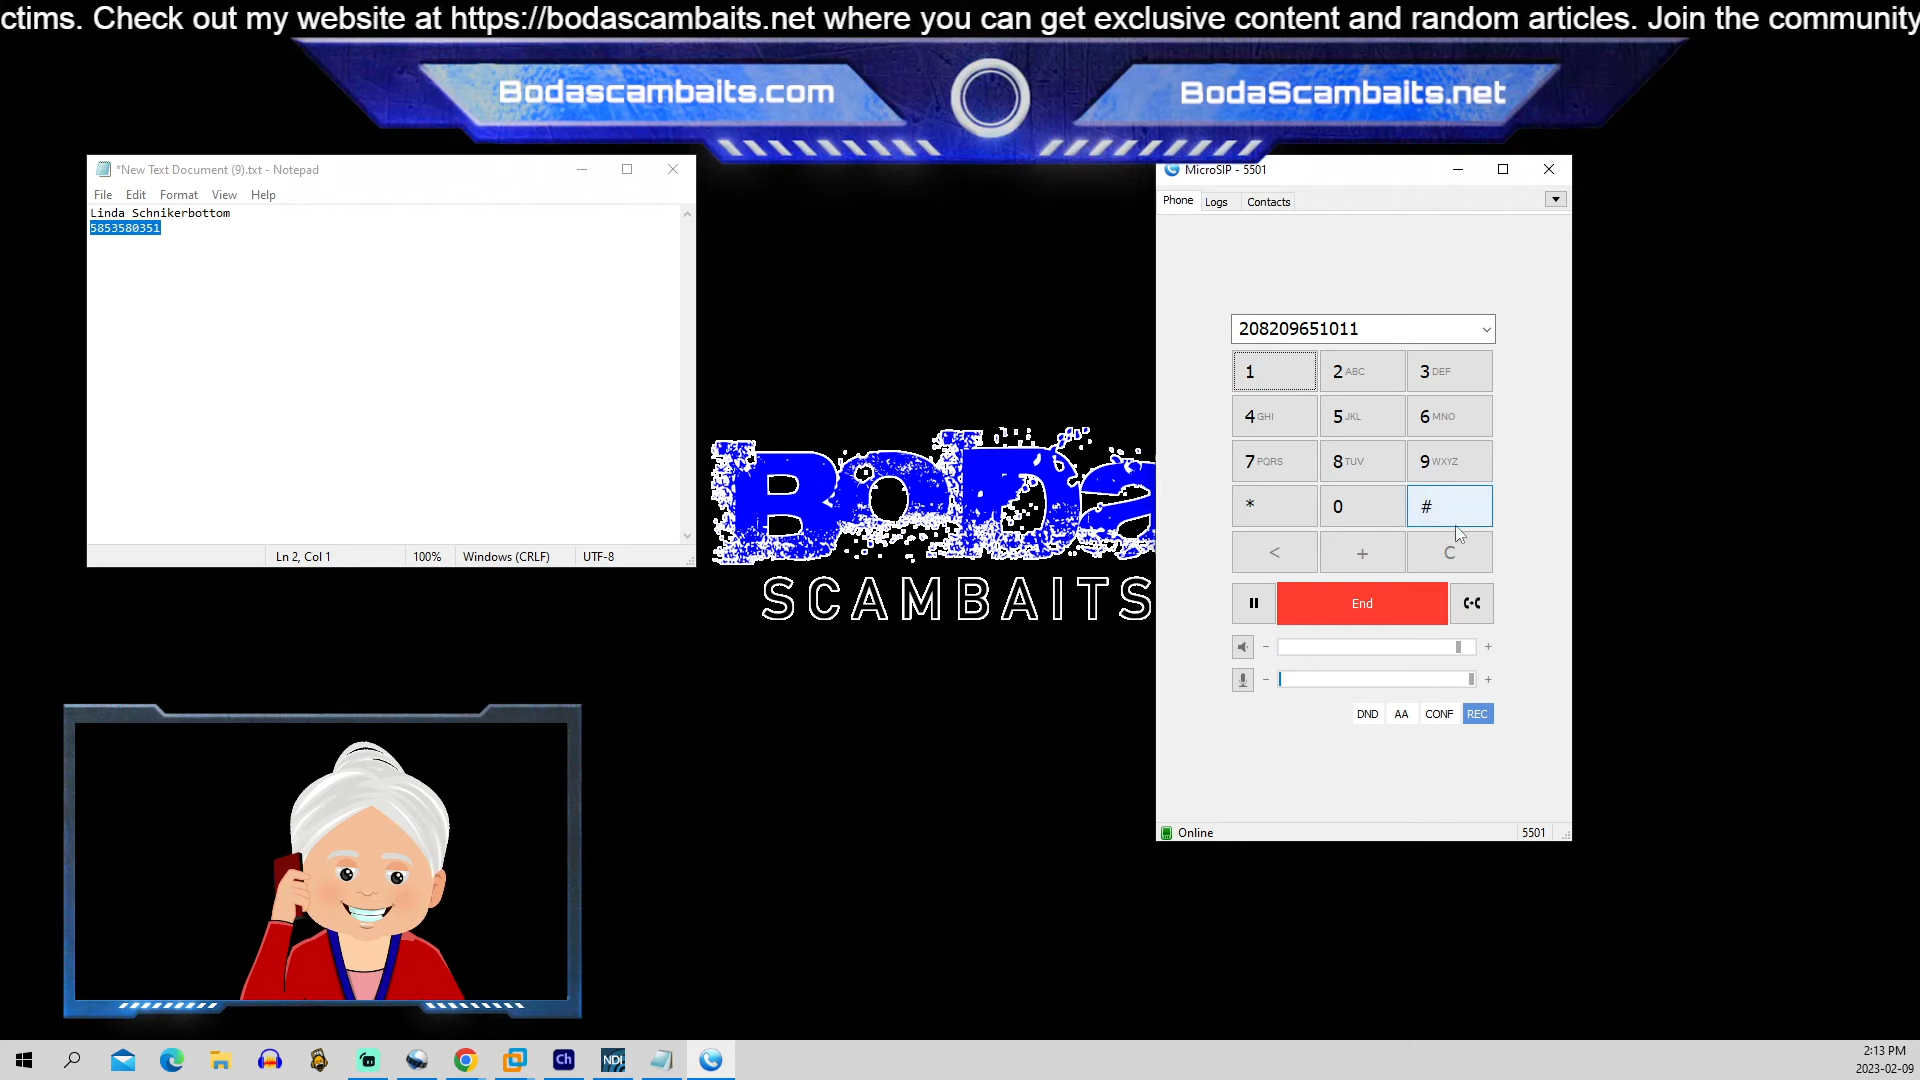 ctims. Check out my website at https://bodascambaits.net where you can get exclusive content and random articles. Join the community
Bodascambaits.com
BodaScambaits.net
*New Text Document (9).txt - Notepad
File Edit Format View Help
Linda Schnikerbottom
5853580351
Ln 2, Col 1 100% Windows (CRLF) UTF-8
BoDa
SCAMBAITS
MicroSIP - 5501
Phone Logs Contacts
208209651011
1 2 ABC 3 DEF
4 GHI 5 JKL 6 MNO
7 PQRS 8 TUV 9 WXYZ
* 0 #
< + C
End
- +
- +
DND AA CONF REC
Online 5501
Ch
NDI
2:13 PM
2023-02-09